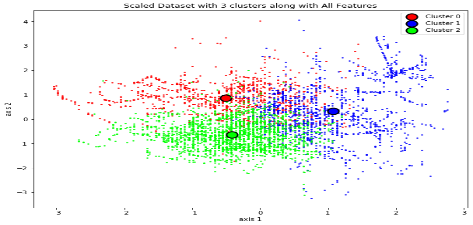 Scaled Dataset with 3 clusters along with All Features
Cluster 0
Cluster 1
Cluster 2
4
3
2
1
0
−1
−2
−3
axis 2
−3
−2
−1
0
1
2
3
axis 1